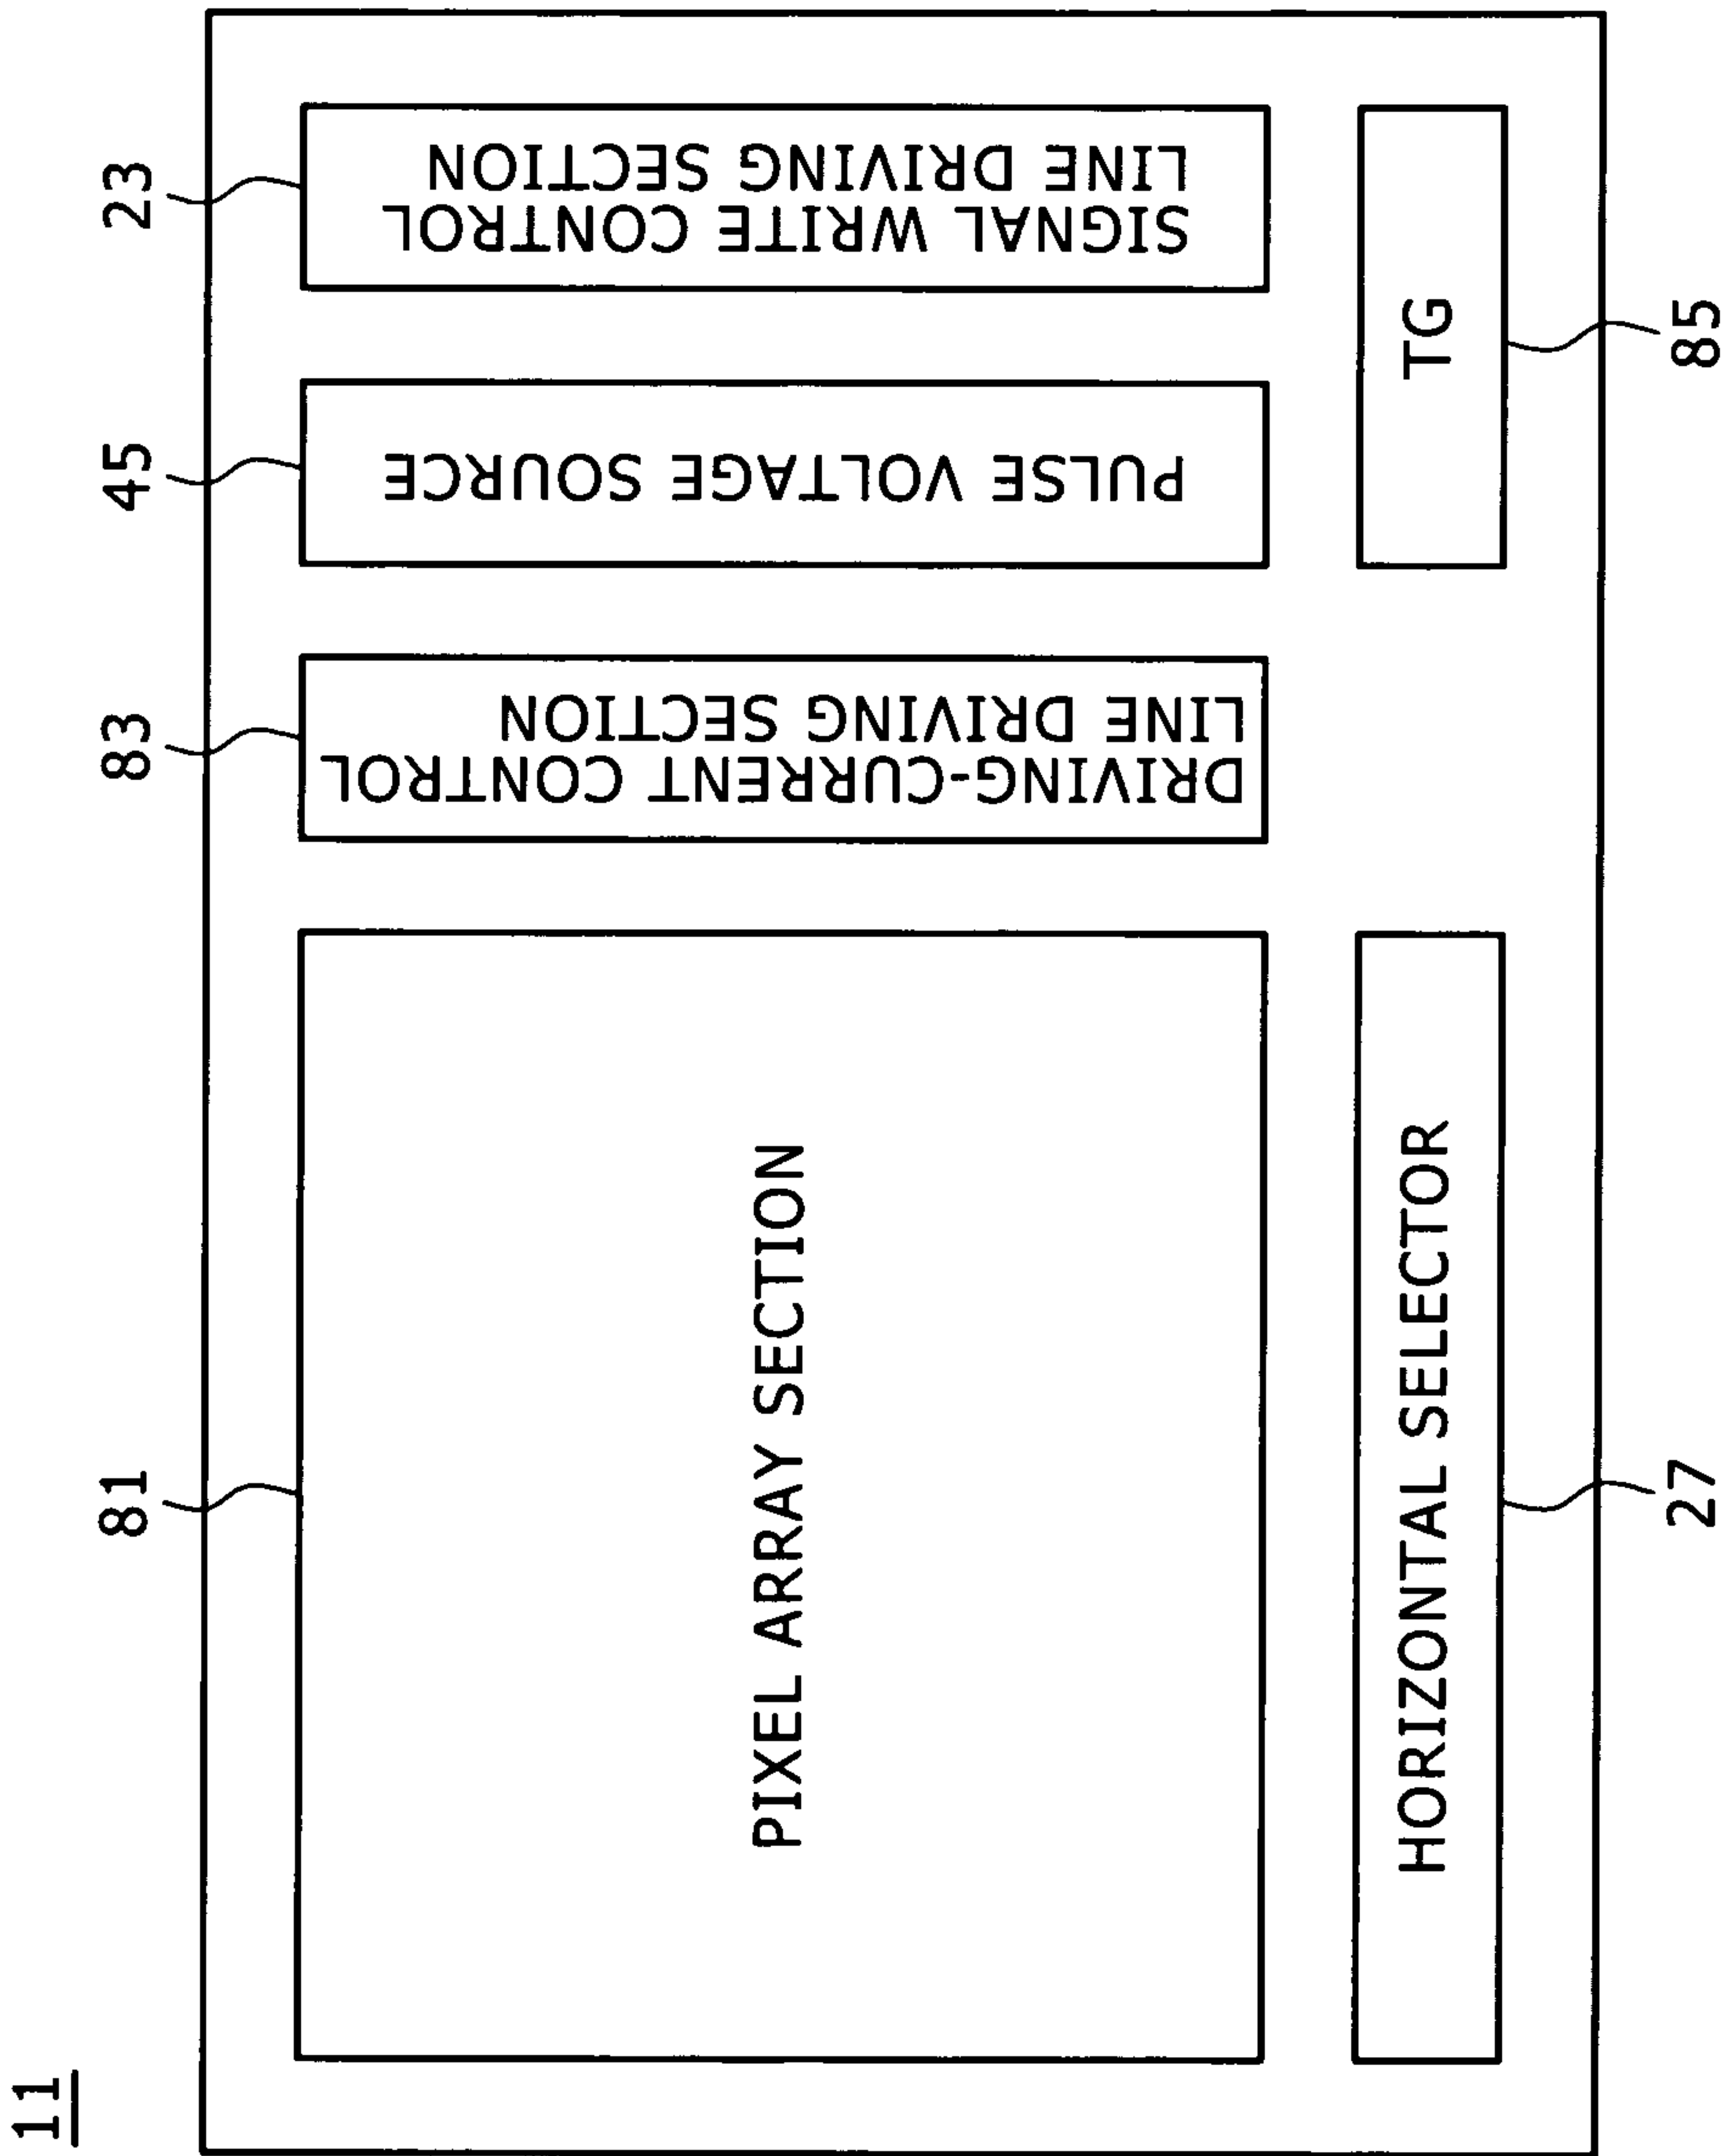 11
81
83
45
23
PIXEL ARRAY SECTION
DRIVING-CURRENT CONTROL
LINE DRIVING SECTION
PULSE VOLTAGE SOURCE
SIGNAL WRITE CONTROL
LINE DRIVING SECTION
HORIZONTAL SELECTOR
TG
27
85